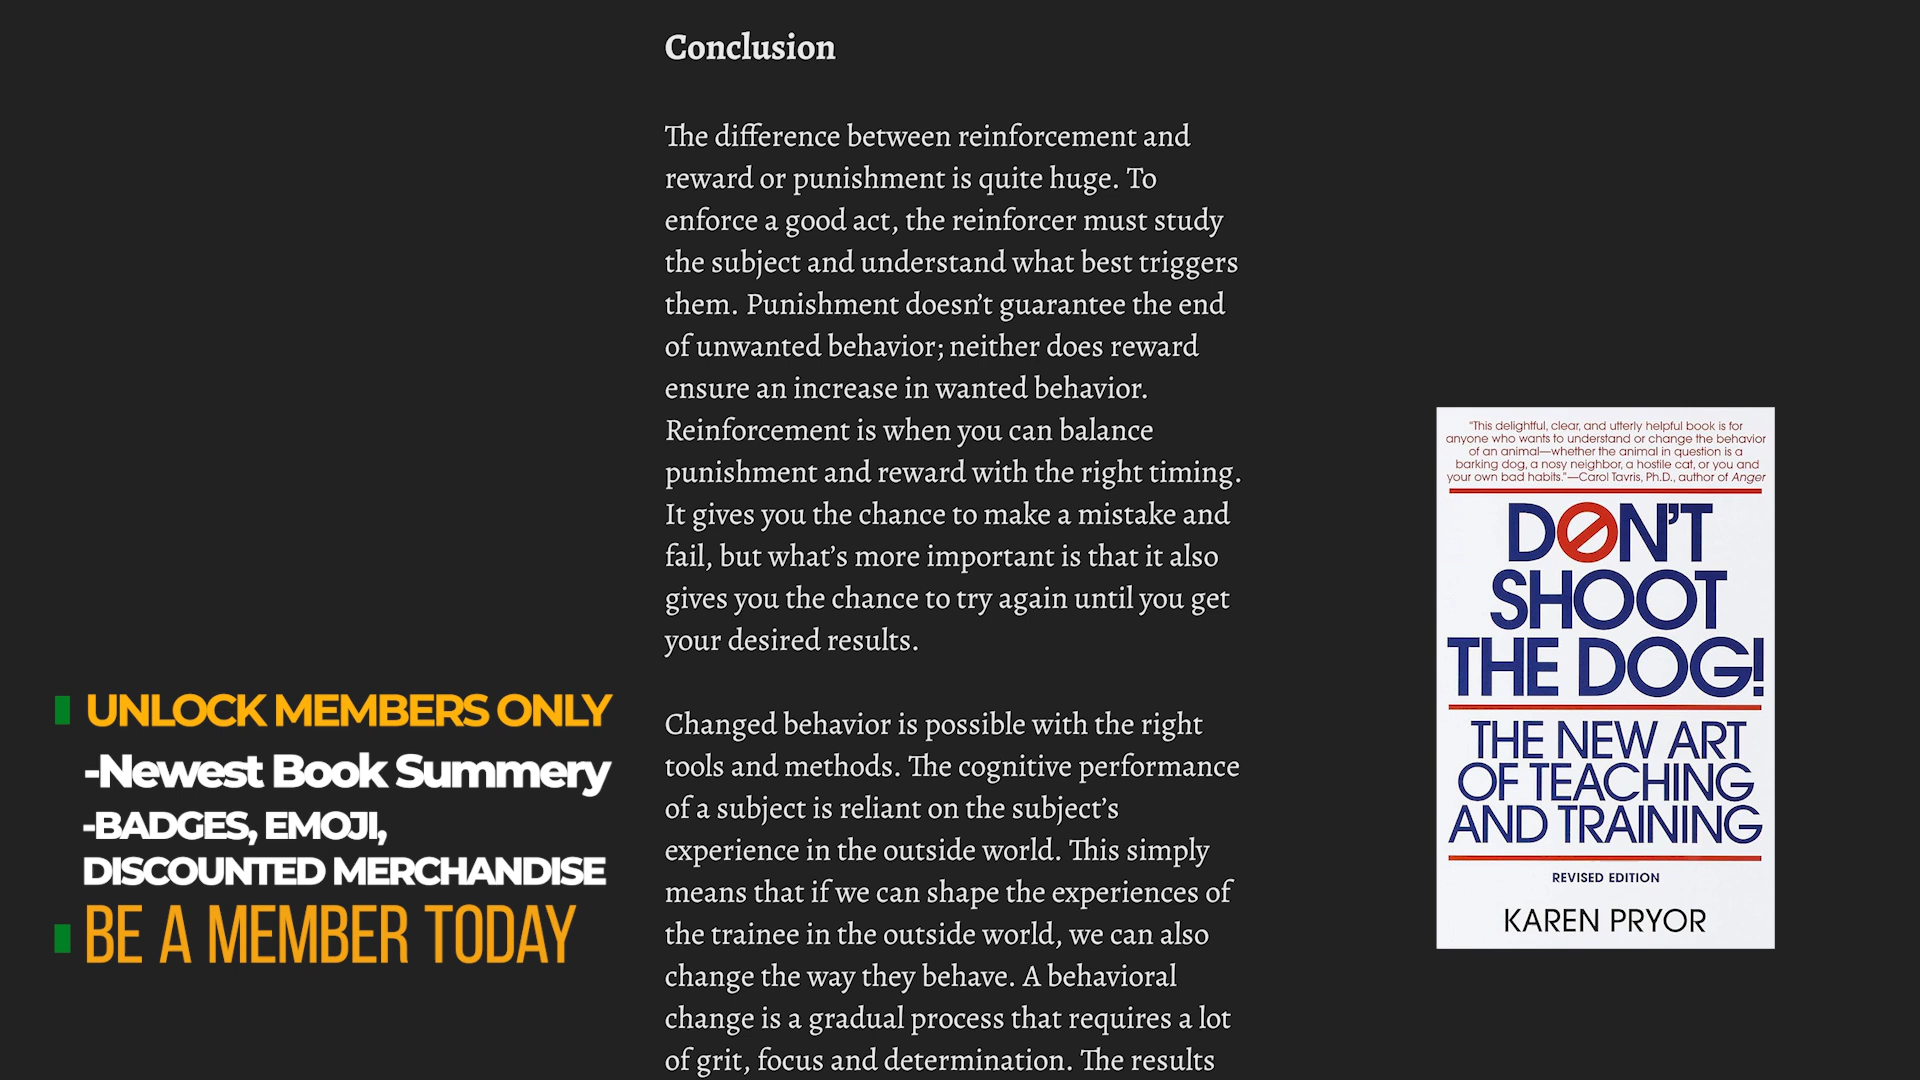 Conclusion
The difference between reinforcement and
reward or punishment is quite huge. To
enforce a good act, the reinforcer must study
the subject and understand what best triggers
them. Punishment doesn’t guarantee the end
of unwanted behavior; neither does reward
ensure an increase in wanted behavior.
Reinforcement is when you can balance
punishment and reward with the right timing.
It gives you the chance to make a mistake and
fail, but what’s more important is that it also
gives you the chance to try again until you get
your desired results.
Changed behavior is possible with the right
tools and methods. The cognitive performance
of a subject is reliant on the subject’s
experience in the outside world. This simply
means that if we can shape the experiences of
the trainee in the outside world, we can also
change the way they behave. A behavioral
change is a gradual process that requires a lot
of grit, focus and determination. The results
UNLOCK MEMBERS ONLY
-Newest Book Summery
-BADGES, EMOJI,
DISCOUNTED MERCHANDISE
BE A MEMBER TODAY
"This delightful, clear, and utterly helpful book is for
anyone who wants to understand or change the behavior
of an animal—whether the animal in question is a
barking dog, a nosy neighbor, a hostile cat, or you and
your own bad habits."—Carol Tavris, Ph.D., author of Anger
DON'T
SHOOT
THE DOG!
THE NEW ART
OF TEACHING
AND TRAINING
REVISED EDITION
KAREN PRYOR